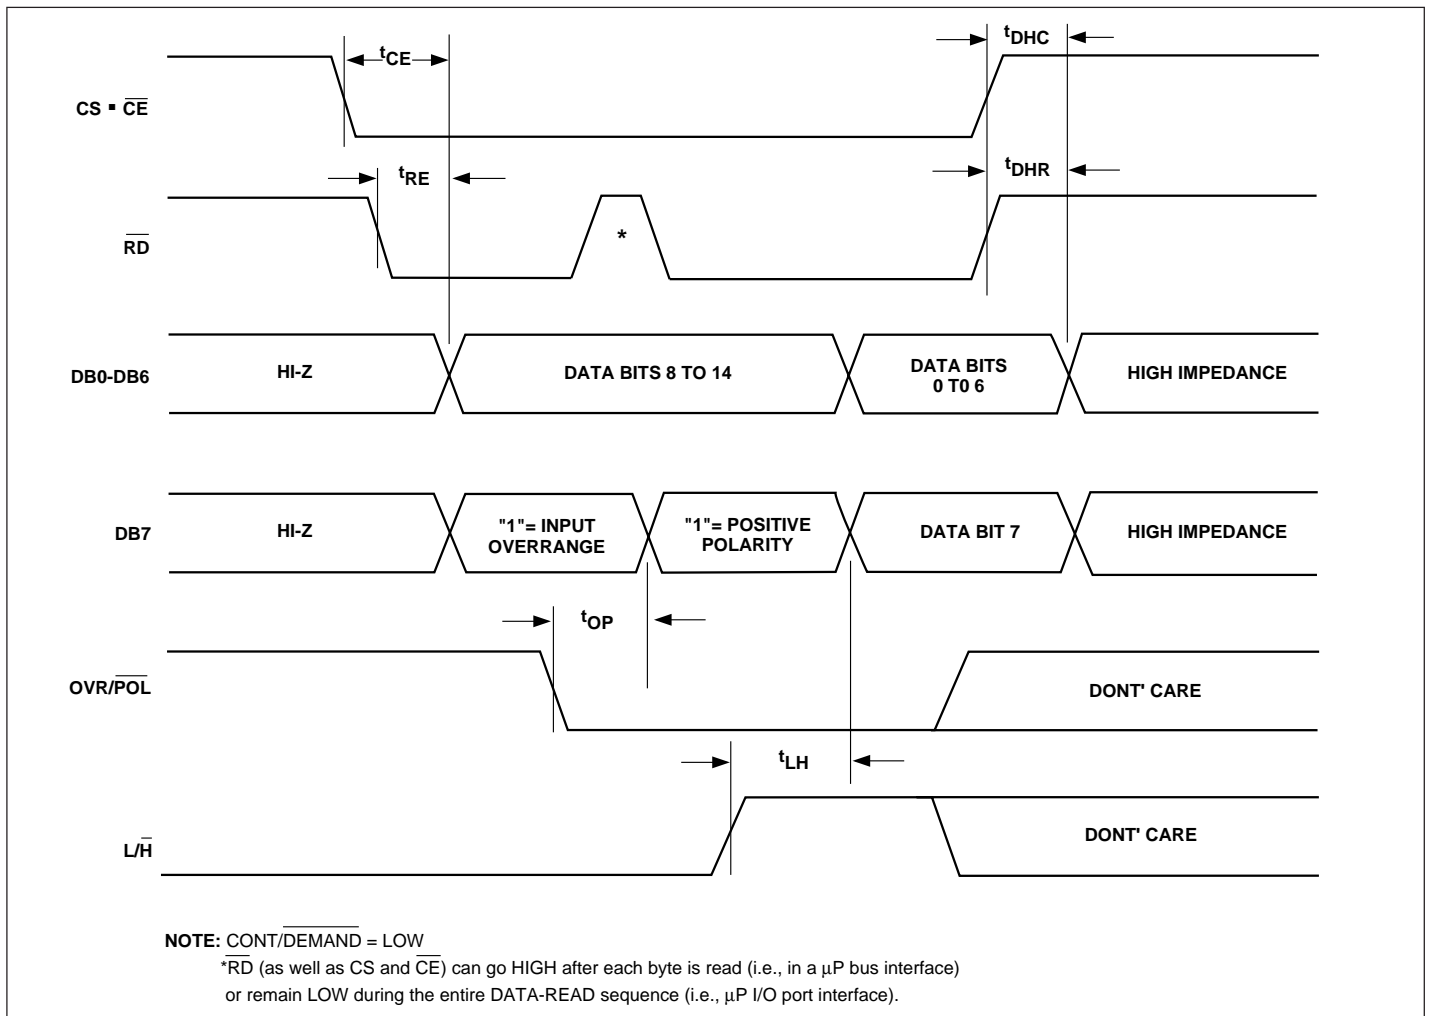 tCE
tDHC
CS ▪ CE
tRE
tDHR
RD
*
DB0-DB6
HI-Z
DATA BITS 8 TO 14
DATA BITS
0 T0 6
HIGH IMPEDANCE
DB7
HI-Z
"1"= INPUT
OVERRANGE
"1"= POSITIVE
POLARITY
DATA BIT 7
HIGH IMPEDANCE
tOP
OVR/POL
DONT' CARE
tLH
L/H
DONT' CARE
NOTE: CONT/DEMAND = LOW
*RD (as well as CS and CE) can go HIGH after each byte is read (i.e., in a µP bus interface)
or remain LOW during the entire DATA-READ sequence (i.e., µP I/O port interface).